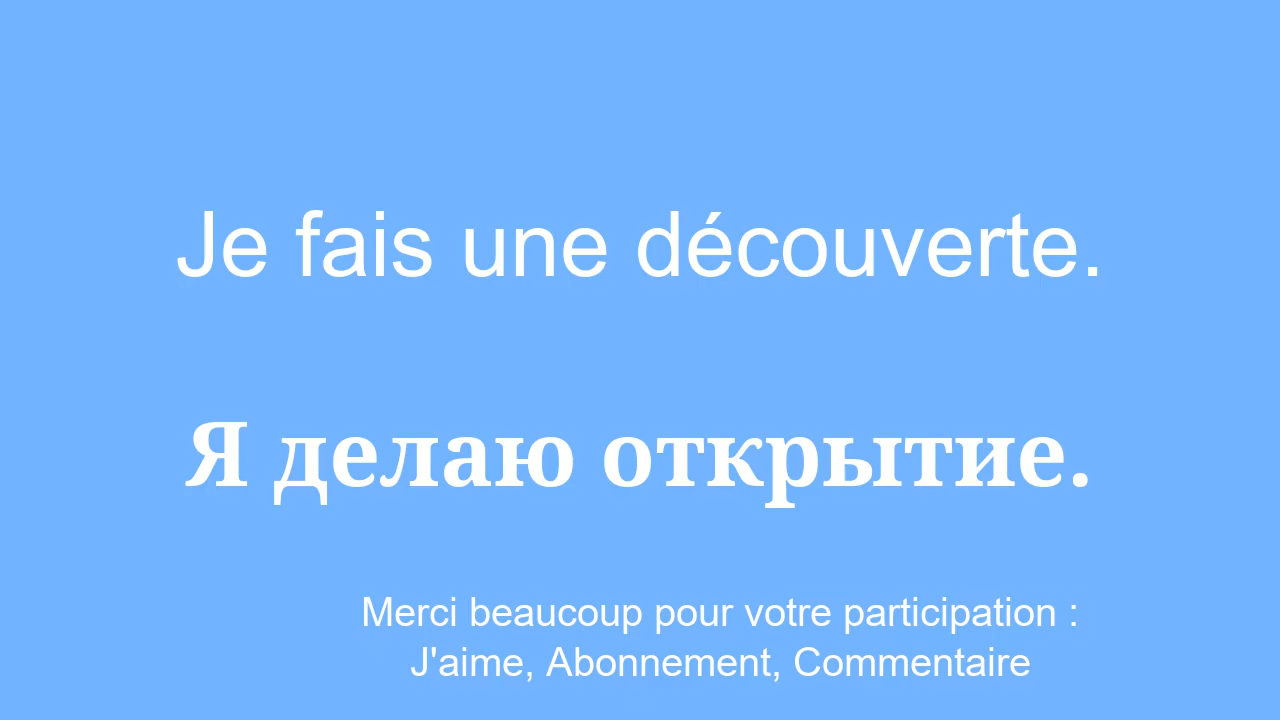 Je fais une découverte.
Я делаю открытие.
Merci beaucoup pour votre participation :
J'aime, Abonnement, Commentaire